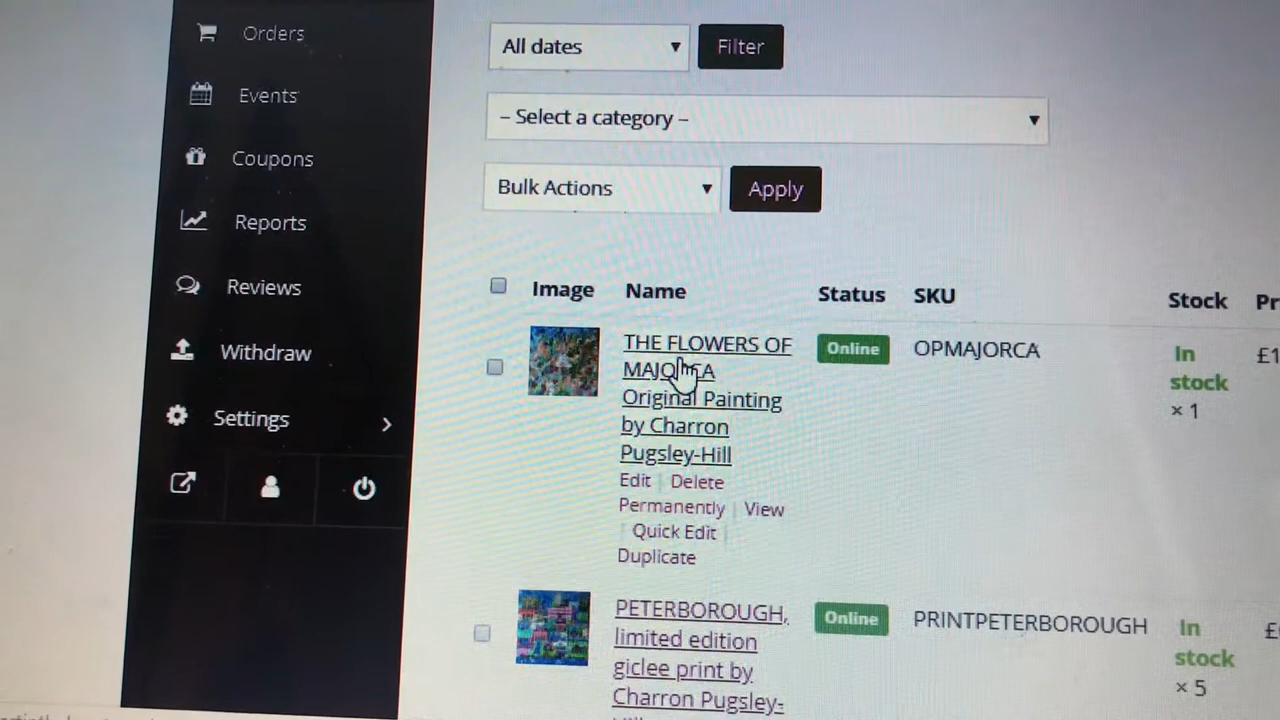 Orders
Events
Coupons
Reports
Reviews
Withdraw
Settings
All dates
Filter
– Select a category –
Bulk Actions
Apply
Image Name Status SKU Stock
THE FLOWERS OF
MAJORCA
Original Painting
by Charron
Pugsley-Hill
Edit | Delete
Permanently | View
| Quick Edit |
Duplicate
Online
OPMAJORCA
In
stock
× 1
PETERBOROUGH,
limited edition
giclee print by
Charron Pugsley-
Online
PRINTPETERBOROUGH
In
stock
× 5